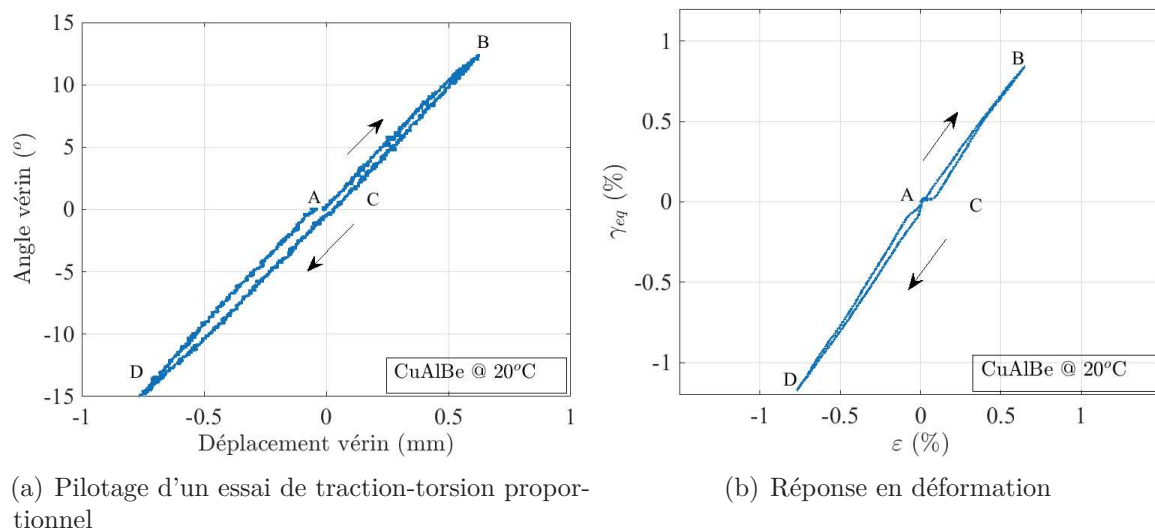 15
10
5
0
-5
-10
-15
-1
-0.5
0
0.5
1
Angle vérin (°)
Déplacement vérin (mm)
A
B
C
D
CuAlBe @ 20°C
1
0.5
0
-0.5
-1
-1
-0.5
0
0.5
1
γeq (%)
ε (%)
A
B
C
D
CuAlBe @ 20°C
(a) Pilotage d'un essai de traction-torsion propor-
tionnel
(b) Réponse en déformation